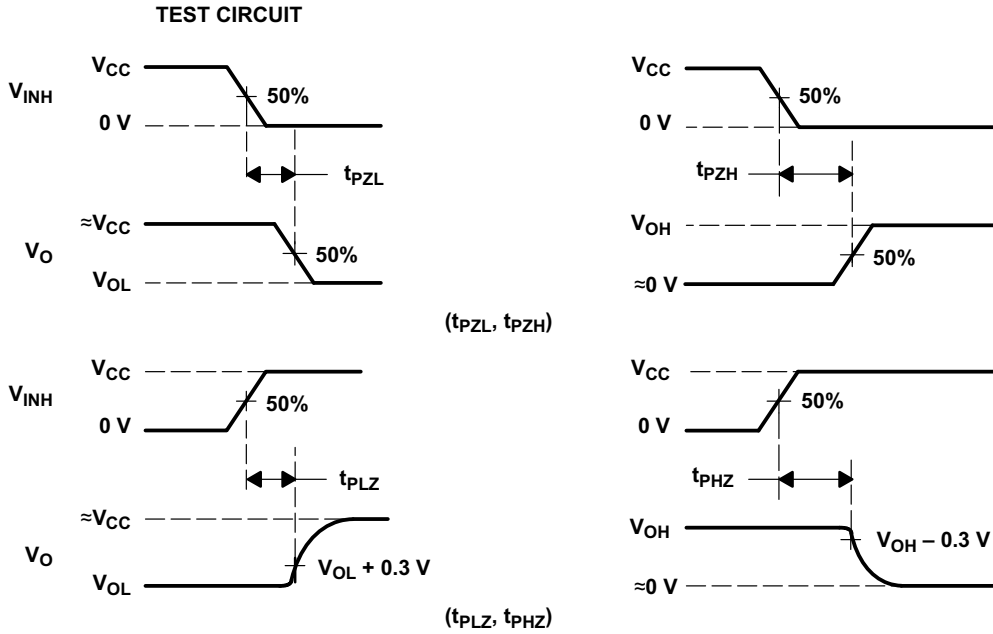 TEST CIRCUIT
VCC
VINH
50%
0 V
tPZL
≈VCC
VO
50%
VOL
VCC
50%
0 V
tPZH
VOH
50%
≈0 V
(tPZL, tPZH)
VCC
VINH
50%
0 V
tPLZ
≈VCC
VO
VOL + 0.3 V
VOL
VCC
50%
0 V
tPHZ
VOH
VOH – 0.3 V
≈0 V
(tPLZ, tPHZ)